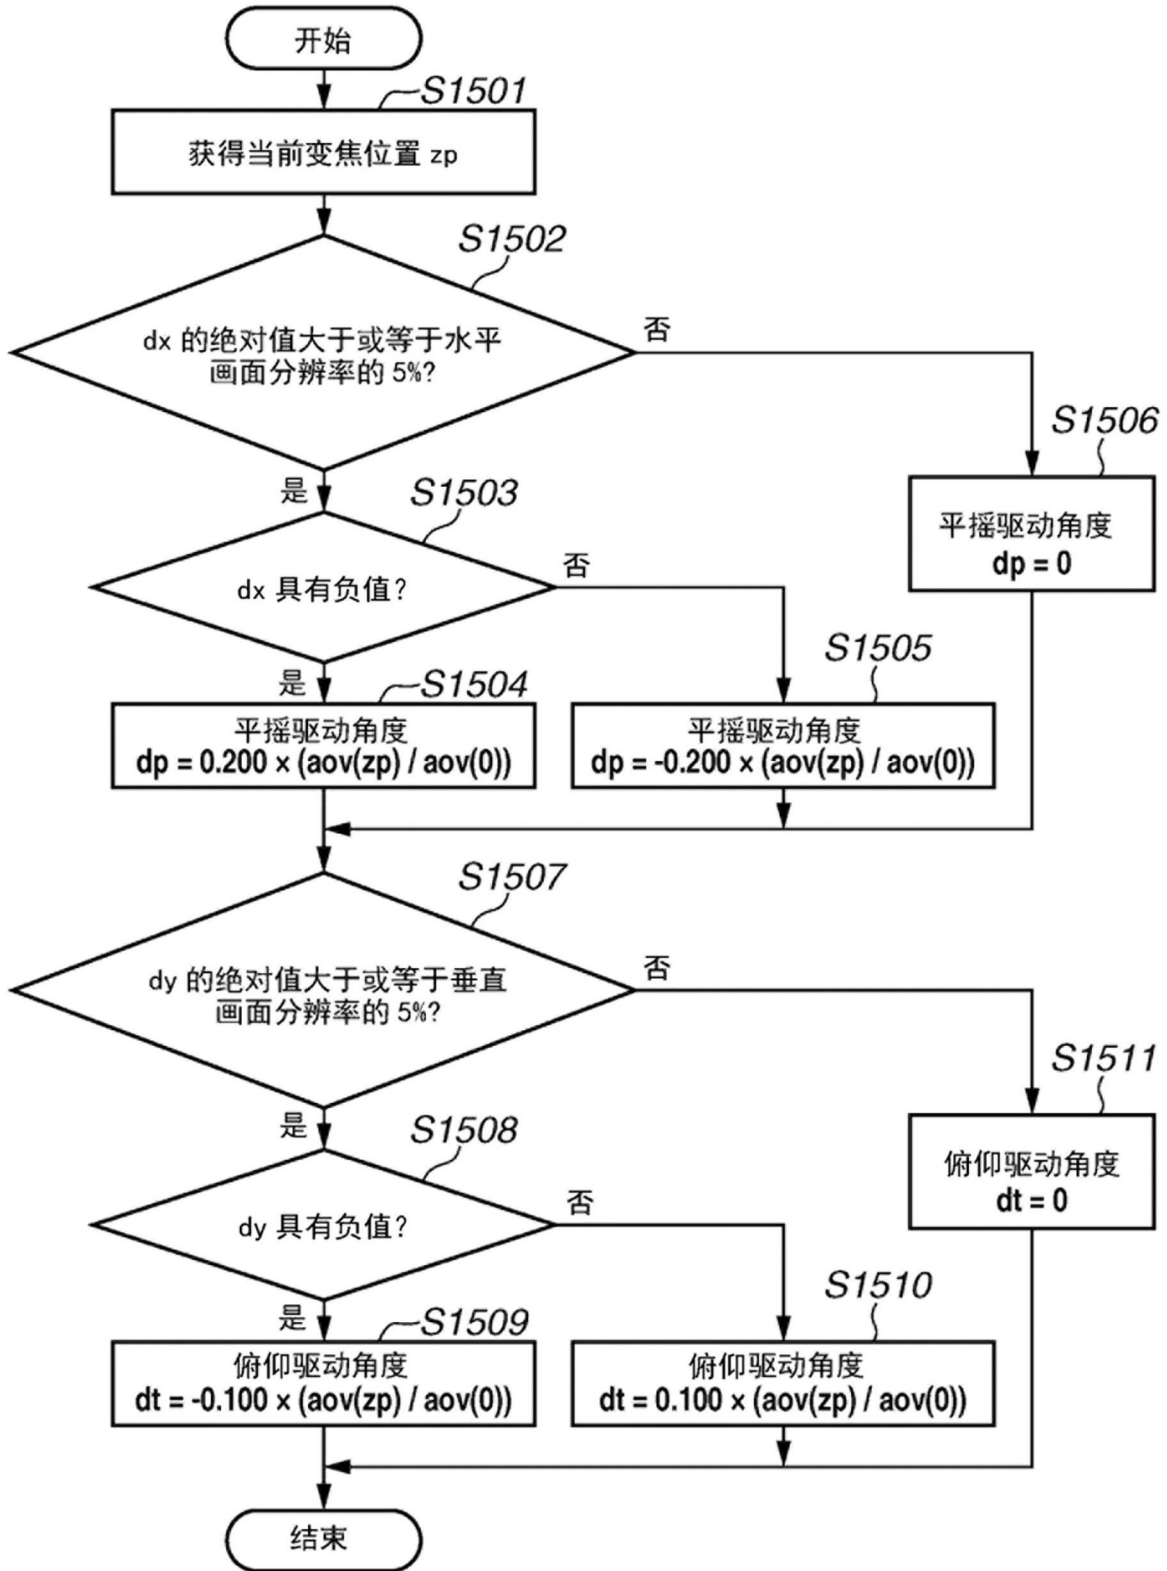 开始
S1501
获得当前变焦位置 zp
S1502
dx 的绝对值大于或等于水平
画面分辨率的 5%?
否
S1506
平摇驱动角度
dp = 0
是
S1503
dx 具有负值?
否
S1505
平摇驱动角度
dp = -0.200 × (aov(zp) / aov(0))
是
S1504
平摇驱动角度
dp = 0.200 × (aov(zp) / aov(0))
S1507
dy 的绝对值大于或等于垂直
画面分辨率的 5%?
否
S1511
俯仰驱动角度
dt = 0
是
S1508
dy 具有负值?
否
S1510
俯仰驱动角度
dt = 0.100 × (aov(zp) / aov(0))
是
S1509
俯仰驱动角度
dt = -0.100 × (aov(zp) / aov(0))
结束